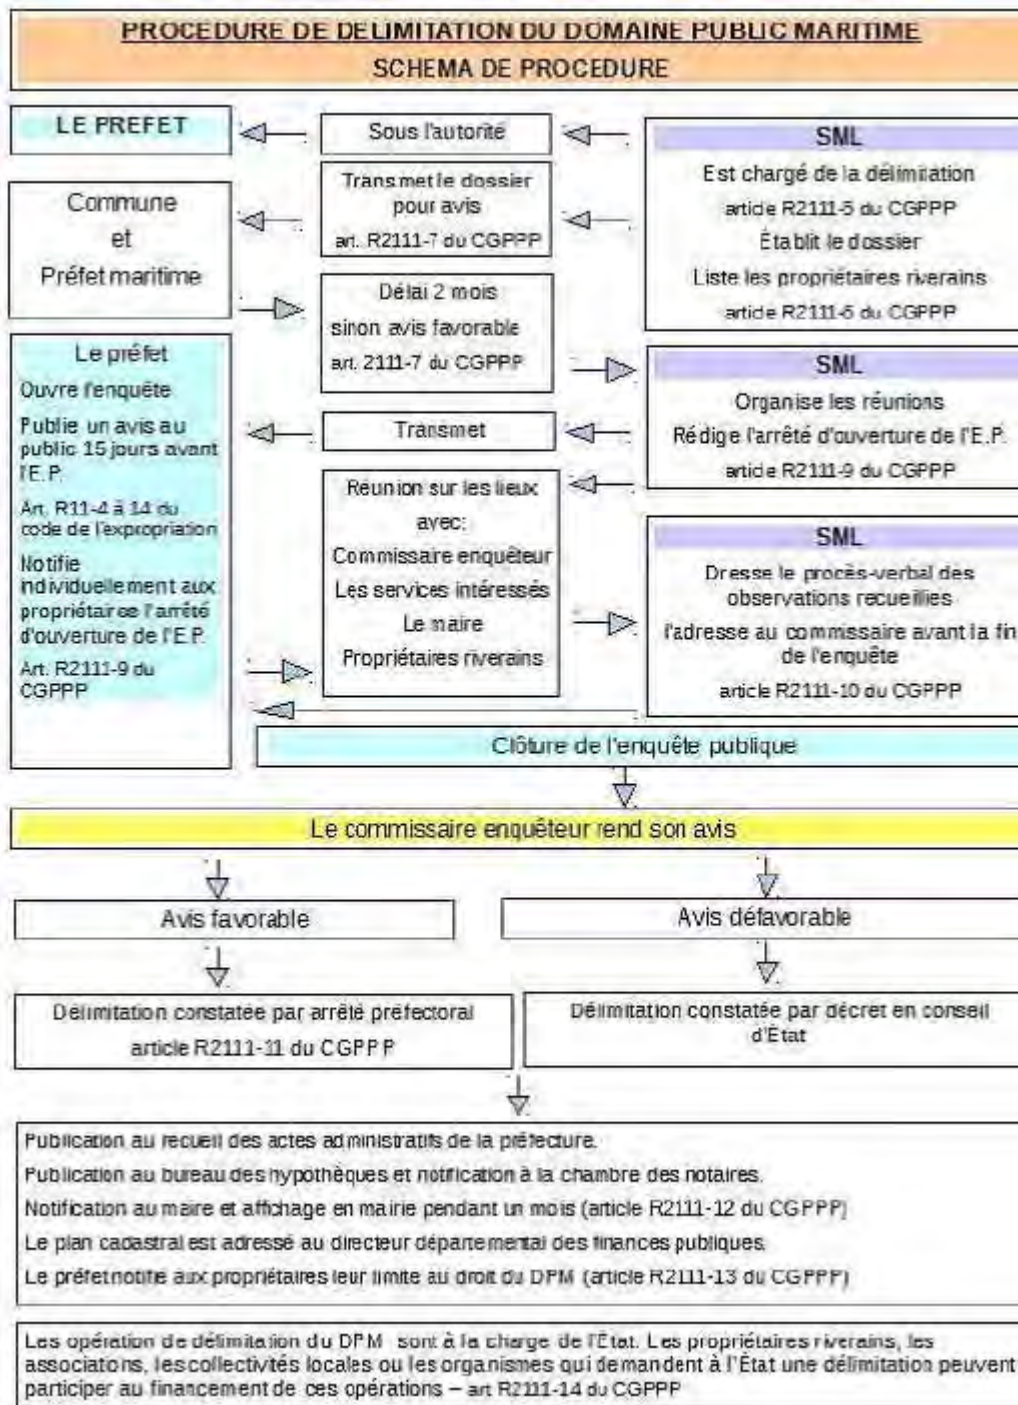 PROCEDURE DE DELIMITATION DU DOMAINE PUBLIC MARITIME
SCHEMA DE PROCEDURE
LE PREFET
Sous l'autorité
SML
Est chargé de la délimitation
article R2111-5 du CGPPP
Établit le dossier
Liste les propriétaires riverains
article R2111-6 du CGPPP
Transmet le dossier
pour avis
art. R2111-7 du CGPPP
Commune
et
Préfet maritime
Délai 2 mois
sinon avis favorable
art. 2111-7 du CGPPP
SML
Organise les réunions
Rédige l'arrêté d'ouverture de l'E.P.
article R2111-9 du CGPPP
Le préfet
Ouvre l'enquête
Publie un avis au
public 15 jours avant
l'E.P.
Art. R11-4 à 14 du
code de l'expropriation
Notifie
individuellement aux
propriétaires l'arrêté
d'ouverture de l'E.P.
Art. R2111-9 du
CGPPP
Transmet
Réunion sur les lieux
avec:
Commissaire enquêteur
Les services intéressés
Le maire
Propriétaires riverains
SML
Dresse le procès-verbal des
observations recueillies
l'adresse au commissaire avant la fin
de l'enquête
article R2111-10 du CGPPP
Clôture de l'enquête publique
Le commissaire enquêteur rend son avis
Avis favorable
Avis défavorable
Délimitation constatée par arrêté préfectoral
article R2111-11 du CGPPP
Délimitation constatée par décret en conseil
d'État
Publication au recueil des actes administratifs de la préfecture.
Publication au bureau des hypothèques et notification à la chambre des notaires.
Notification au maire et affichage en mairie pendant un mois (article R2111-12 du CGPPP)
Le plan cadastral est adressé au directeur départemental des finances publiques.
Le préfet notifie aux propriétaires leur limite au droit du DPM (article R2111-13 du CGPPP)
Les opération de délimitation du DPM sont à la charge de l'État. Les propriétaires riverains, les
associations, les collectivtés locales ou les organismes qui demandent à l'État une délimitation peuvent
participer au financement de ces opérations – art R2111-14 du CGPPP